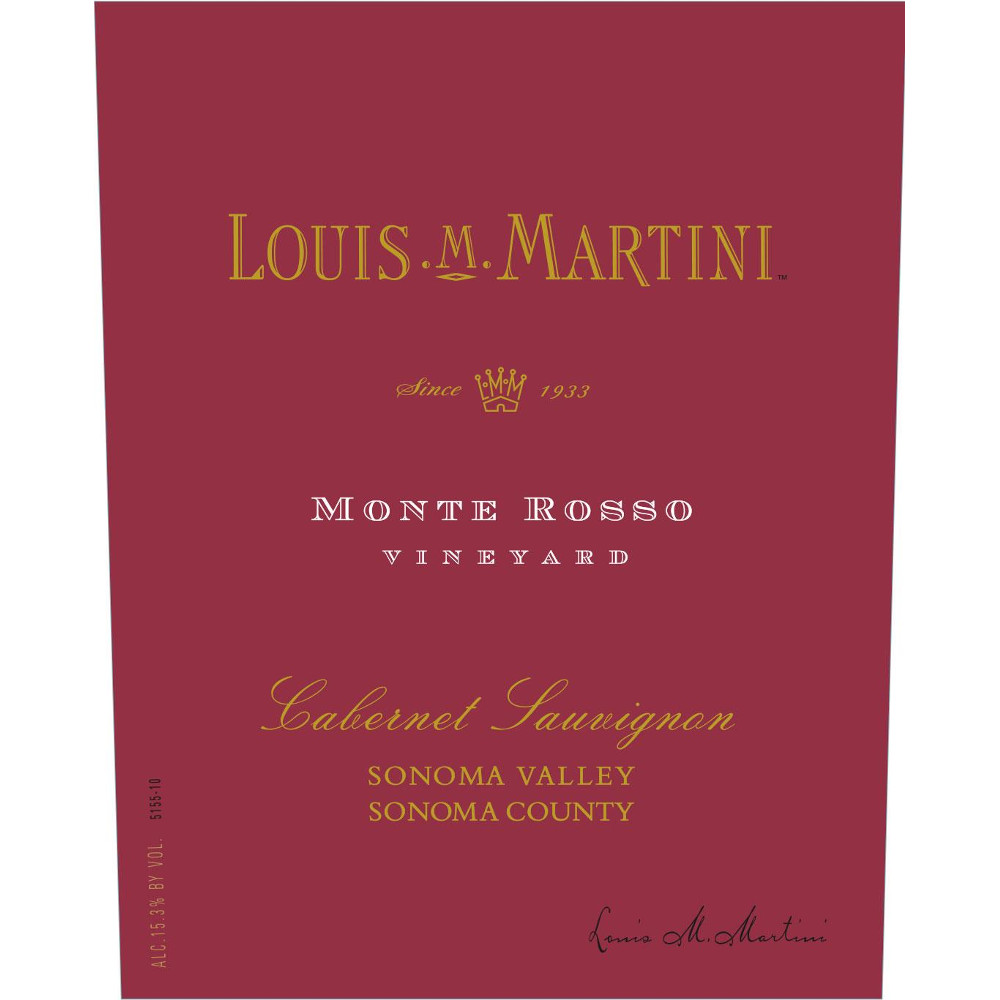 LOUIS .M. MARTINI™
Since MM 1933
MONTE ROSSO
VINEYARD
Cabernet Sauvignon
SONOMA VALLEY
SONOMA COUNTY
ALC.15.3% BY VOL. 5155-10
Louis M. Martini